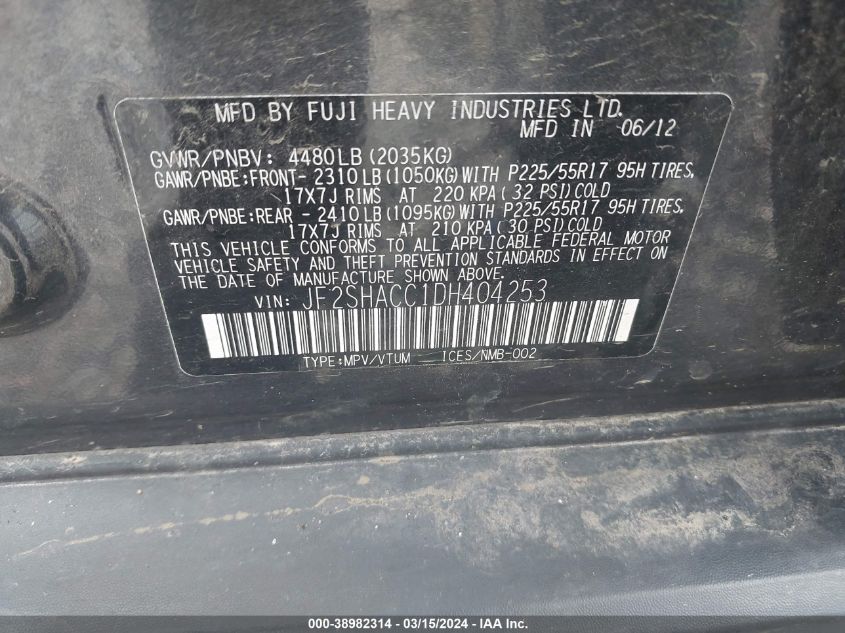 MFD BY FUJI HEAVY INDUSTRIES LTD.
MFD IN 06/12
GVWR/PNBV: 4480LB(2035KG)
GAWR/PNBE:FRONT- 2310LB(1050KG)WITH P225/55R17 95H TIRES,
17X7J RIMS AT 220 KPA( 32 PSI)COLD
GAWR/PNBE:REAR - 2410LB(1095KG)WITH P225/55R17 95H TIRES,
17X7J RIMS AT 210 KPA( 30 PSI)COLD
THIS VEHICLE CONFORMS TO ALL APPLICABLE FEDERAL MOTOR
VEHICLE SAFETY AND THEFT PREVENTION STANDARDS IN EFFECT ON
THE DATE OF MANUFACTURE SHOWN ABOVE.
VIN: JF2SHACC1DH404253
TYPE:MPV/VTUM ICES/NMB-002
000-38982314 - 03/15/2024 - IAA Inc.